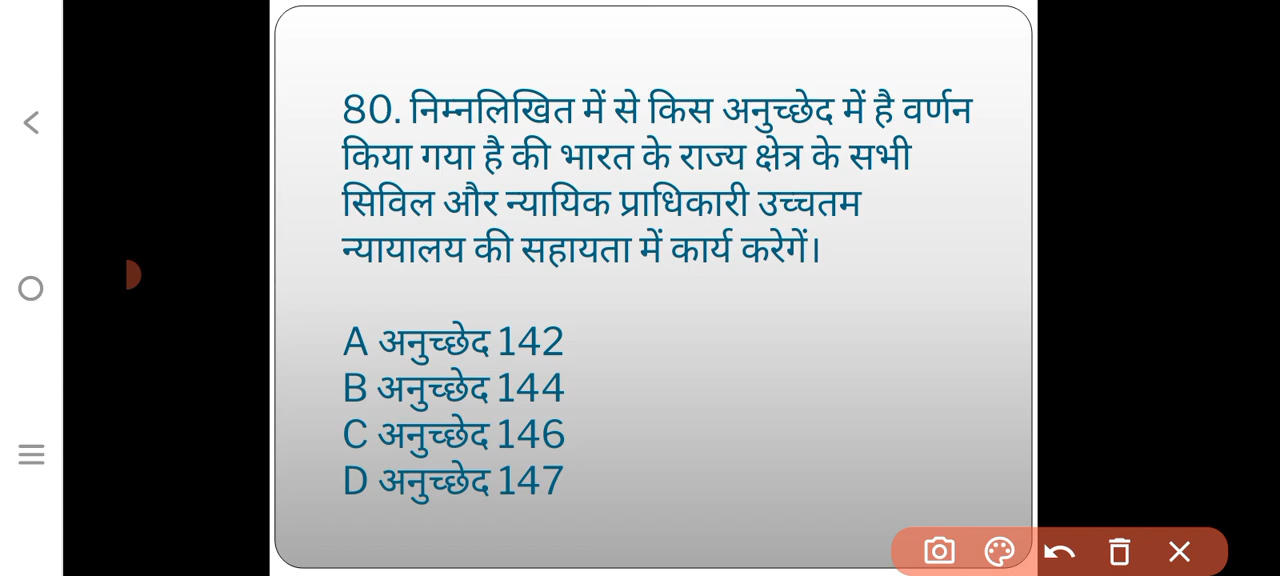 80. निम्नलिखित में से किस अनुच्छेद में है वर्णन
किया गया है की भारत के राज्य क्षेत्र के सभी
सिविल और न्यायिक प्राधिकारी उच्चतम
न्यायालय की सहायता में कार्य करेगें।
A अनुच्छेद 142
B अनुच्छेद 144
C अनुच्छेद 146
D अनुच्छेद 147